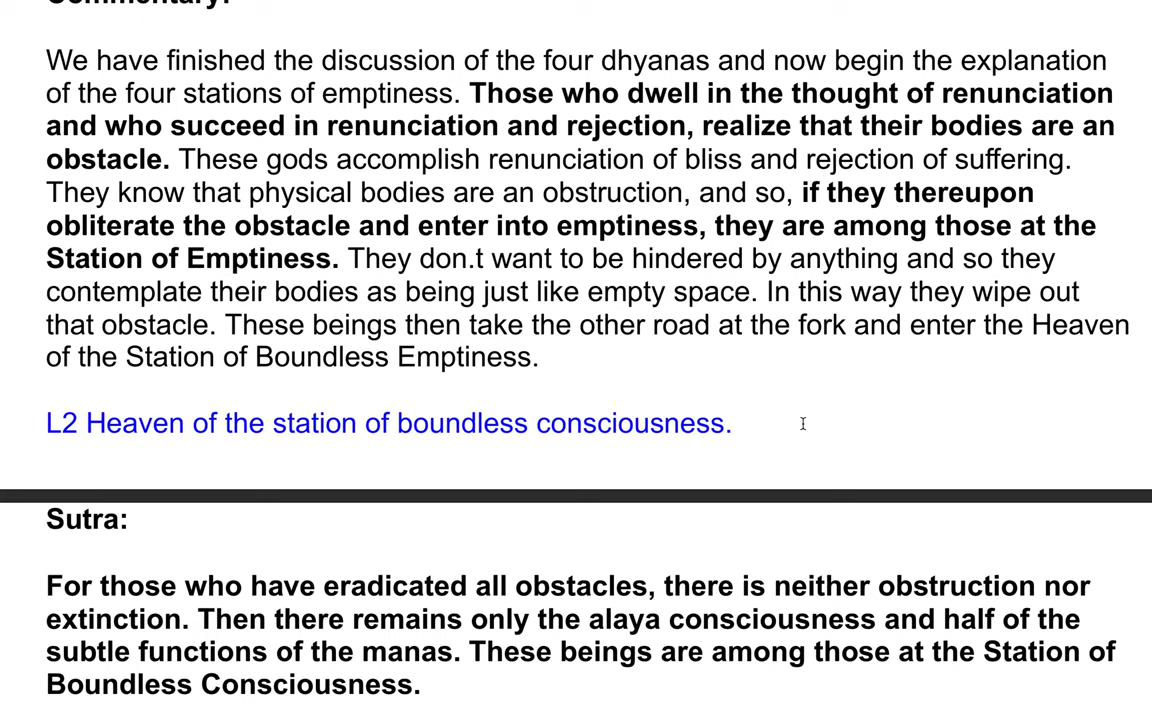 Commentary:
We have finished the discussion of the four dhyanas and now begin the explanation
of the four stations of emptiness. Those who dwell in the thought of renunciation
and who succeed in renunciation and rejection, realize that their bodies are an
obstacle. These gods accomplish renunciation of bliss and rejection of suffering.
They know that physical bodies are an obstruction, and so, if they thereupon
obliterate the obstacle and enter into emptiness, they are among those at the
Station of Emptiness. They don.t want to be hindered by anything and so they
contemplate their bodies as being just like empty space. In this way they wipe out
that obstacle. These beings then take the other road at the fork and enter the Heaven
of the Station of Boundless Emptiness.
L2 Heaven of the station of boundless consciousness.
Sutra:
For those who have eradicated all obstacles, there is neither obstruction nor
extinction. Then there remains only the alaya consciousness and half of the
subtle functions of the manas. These beings are among those at the Station of
Boundless Consciousness.